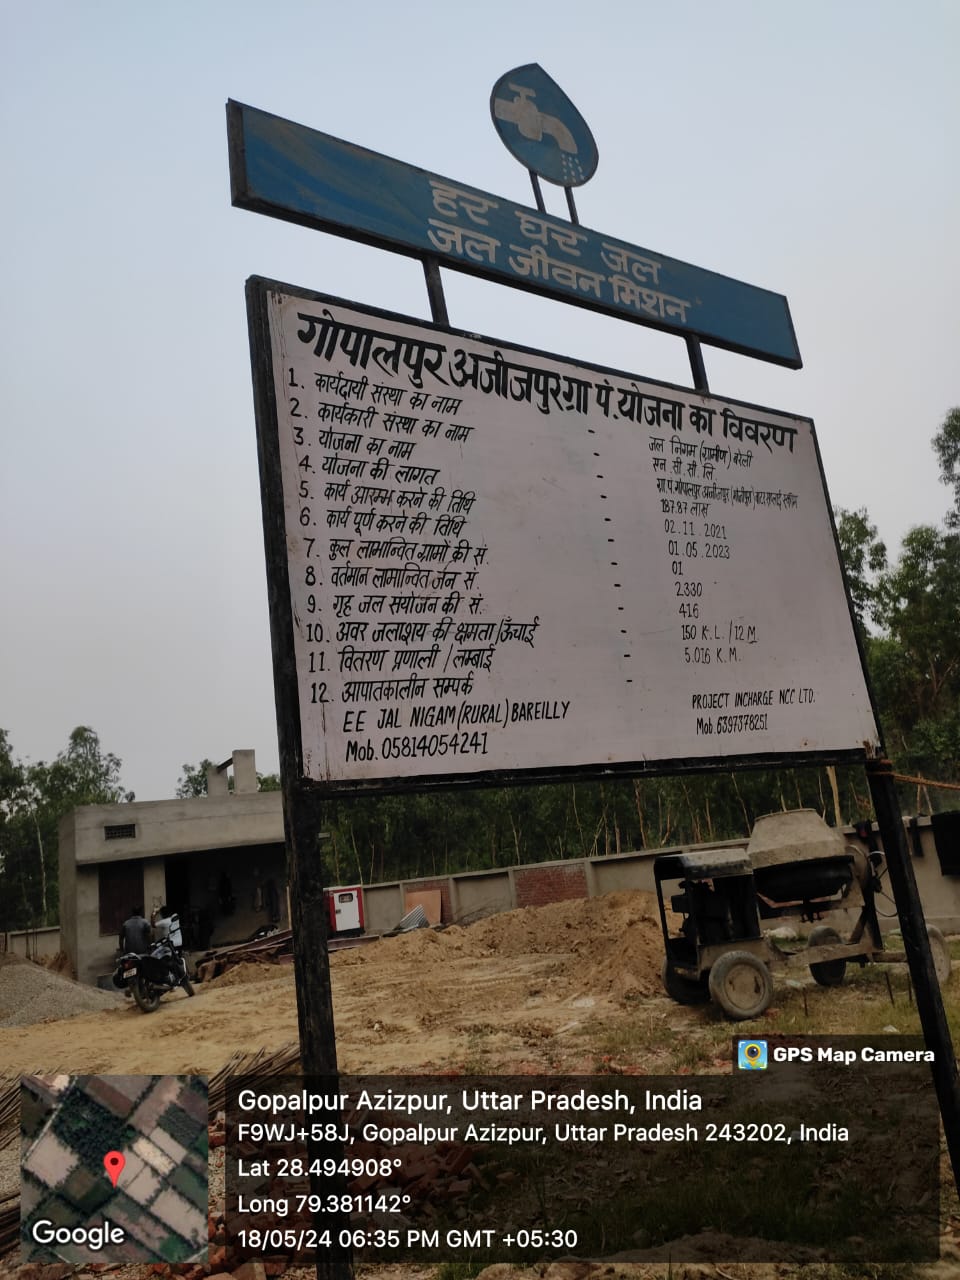 हर घर जल
जल जीवन मिशन
गोपालपुर अजीजपुर ग्रा पं. योजना का विवरण
1. कार्यदायी संस्था का नाम - जल निगम (ग्रामीण) बरेली
2. कार्यकारी संस्था का नाम - एन. सी. सी. लि.
3. योजना का नाम - ग्रा.पं. गोपालपुर अजीजपुर
4. योजना की लागत - 187.87 लाख
5. कार्य आरम्भ करने की तिथि - 02.11.2021
6. कार्य पूर्ण करने की तिथि - 01.05.2023
7. कुल लाभान्वित ग्रामों की सं. - 01
8. वर्तमान लाभान्वित जन सं. - 2330
9. गृह जल संयोजन की सं. - 416
10. अवर जलाशय की क्षमता/ऊँचाई - 150 K.L./12 M
11. वितरण प्रणाली/लम्बाई - 5.016 K.M.
12. आपातकालीन सम्पर्क -
EE JAL NIGAM (RURAL) BAREILLY
Mob. 05814054241
PROJECT INCHARGE NCC LTD.
Mob. 6397378251
GPS Map Camera
Gopalpur Azizpur, Uttar Pradesh, India
F9WJ+58J, Gopalpur Azizpur, Uttar Pradesh 243202, India
Lat 28.494908°
Long 79.381142°
18/05/24 06:35 PM GMT +05:30
Google